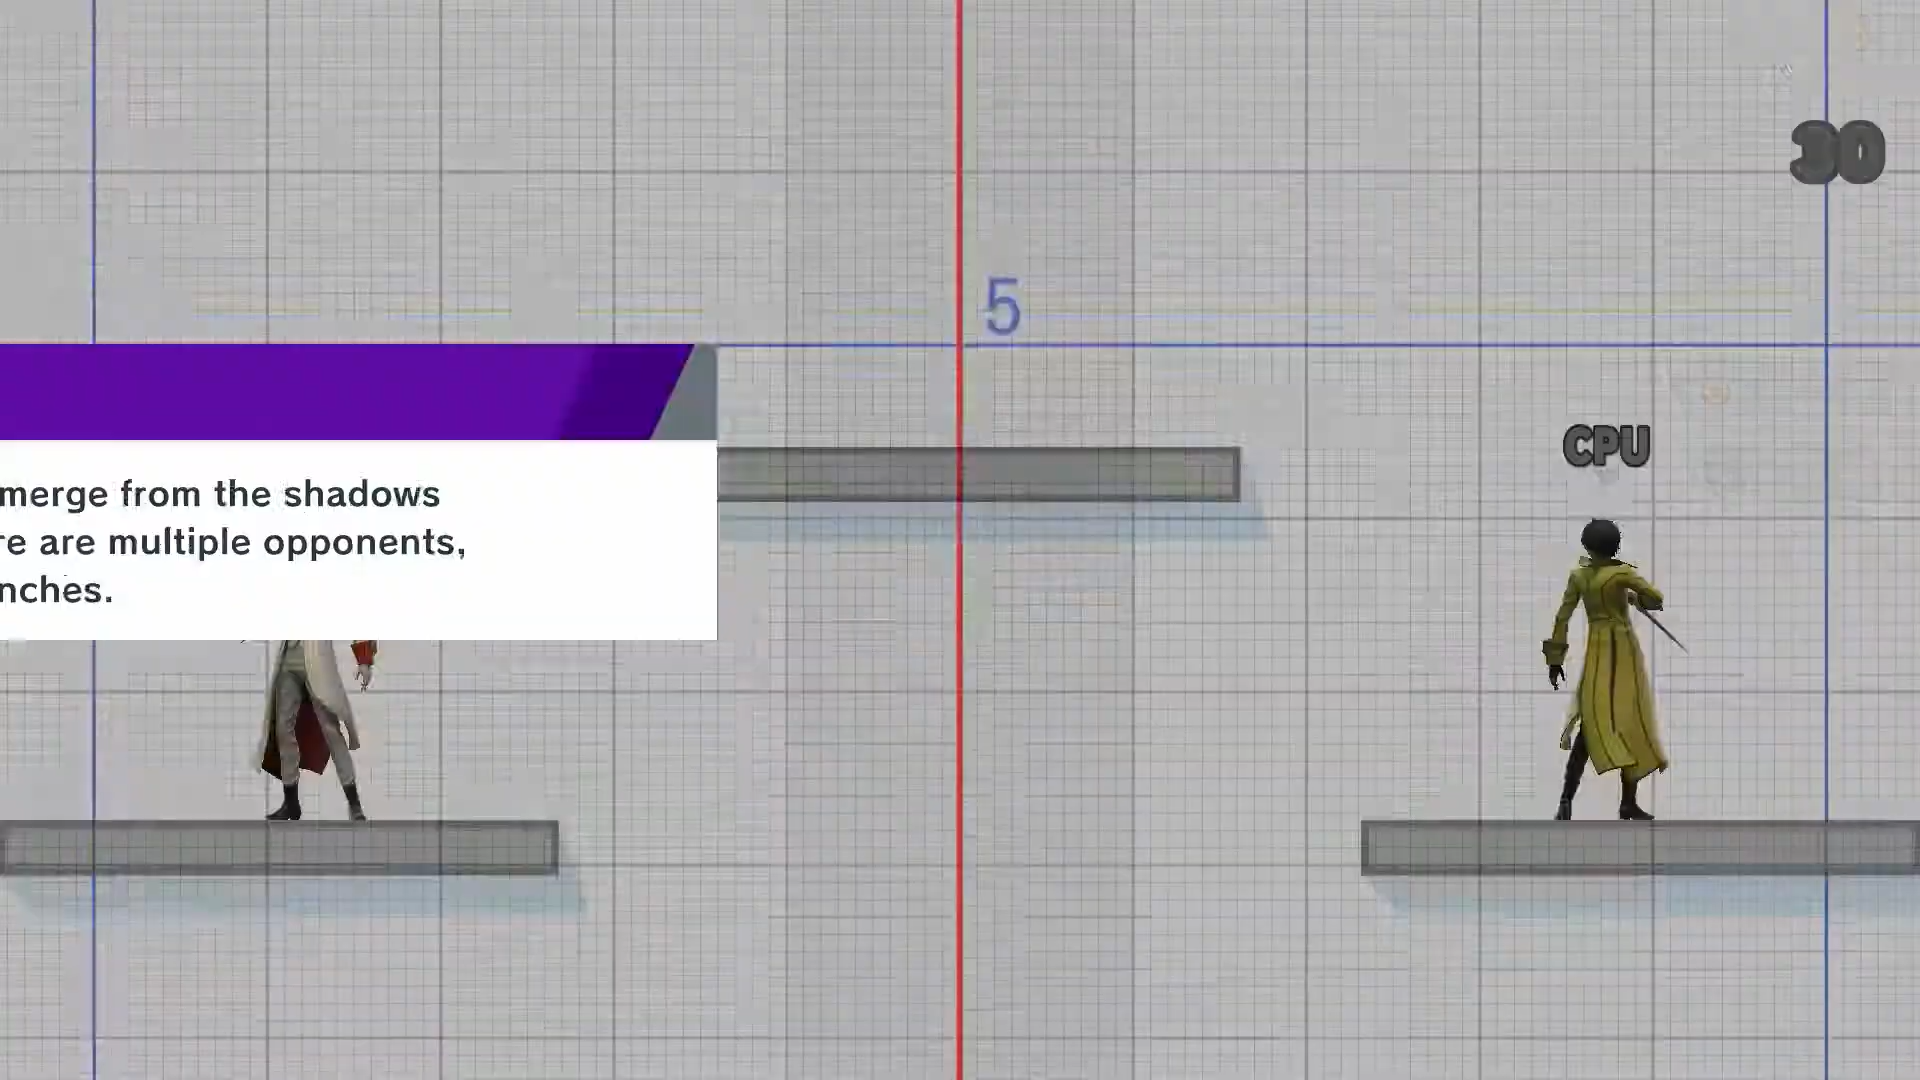 30
5
CPU
merge from the shadows
re are multiple opponents,
nches.